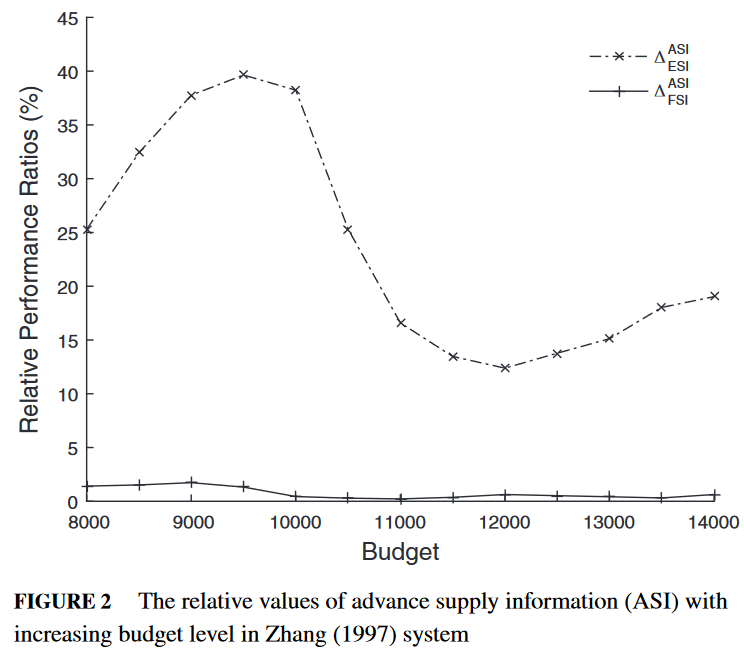 45
40
35
30
25
20
15
10
5
0
Relative Performance Ratios (%)
Δ ASI ESI
Δ ASI FSI
8000 9000 10000 11000 12000 13000 14000
Budget
FIGURE 2 The relative values of advance supply information (ASI) with
increasing budget level in Zhang (1997) system